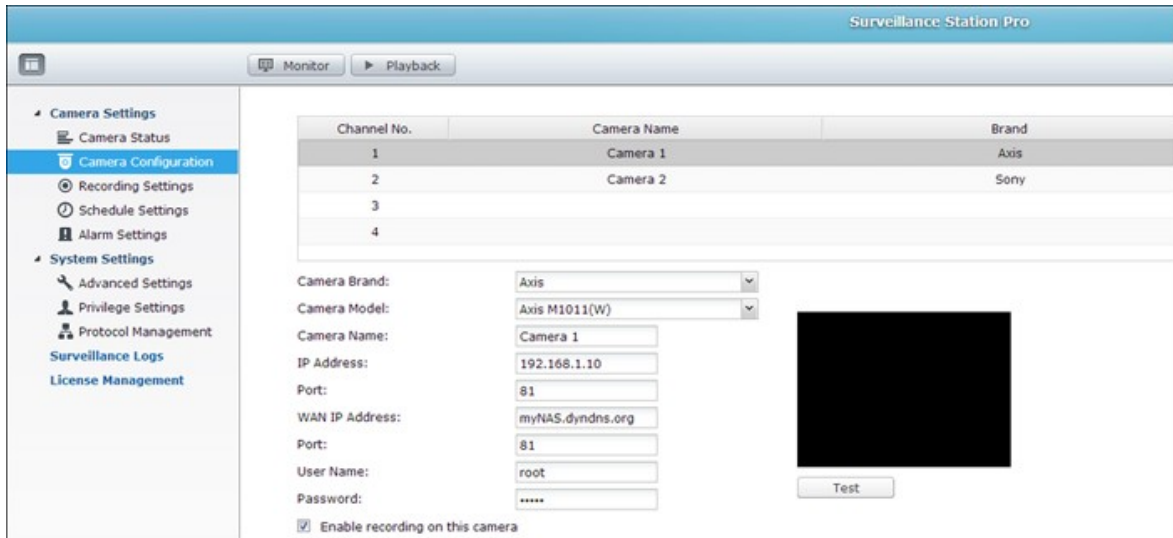 Surveillance Station Pro
Monitor Playback
Camera Settings
Camera Status
Camera Configuration
Recording Settings
Schedule Settings
Alarm Settings
System Settings
Advanced Settings
Privilege Settings
Protocol Management
Surveillance Logs
License Management
Channel No. Camera Name Brand
1 Camera 1 Axis
2 Camera 2 Sony
3
4
Camera Brand: Axis
Camera Model: Axis M1011(W)
Camera Name: Camera 1
IP Address: 192.168.1.10
Port: 81
WAN IP Address: myNAS.dyndns.org
Port: 81
User Name: root
Password: •••••
Test
Enable recording on this camera